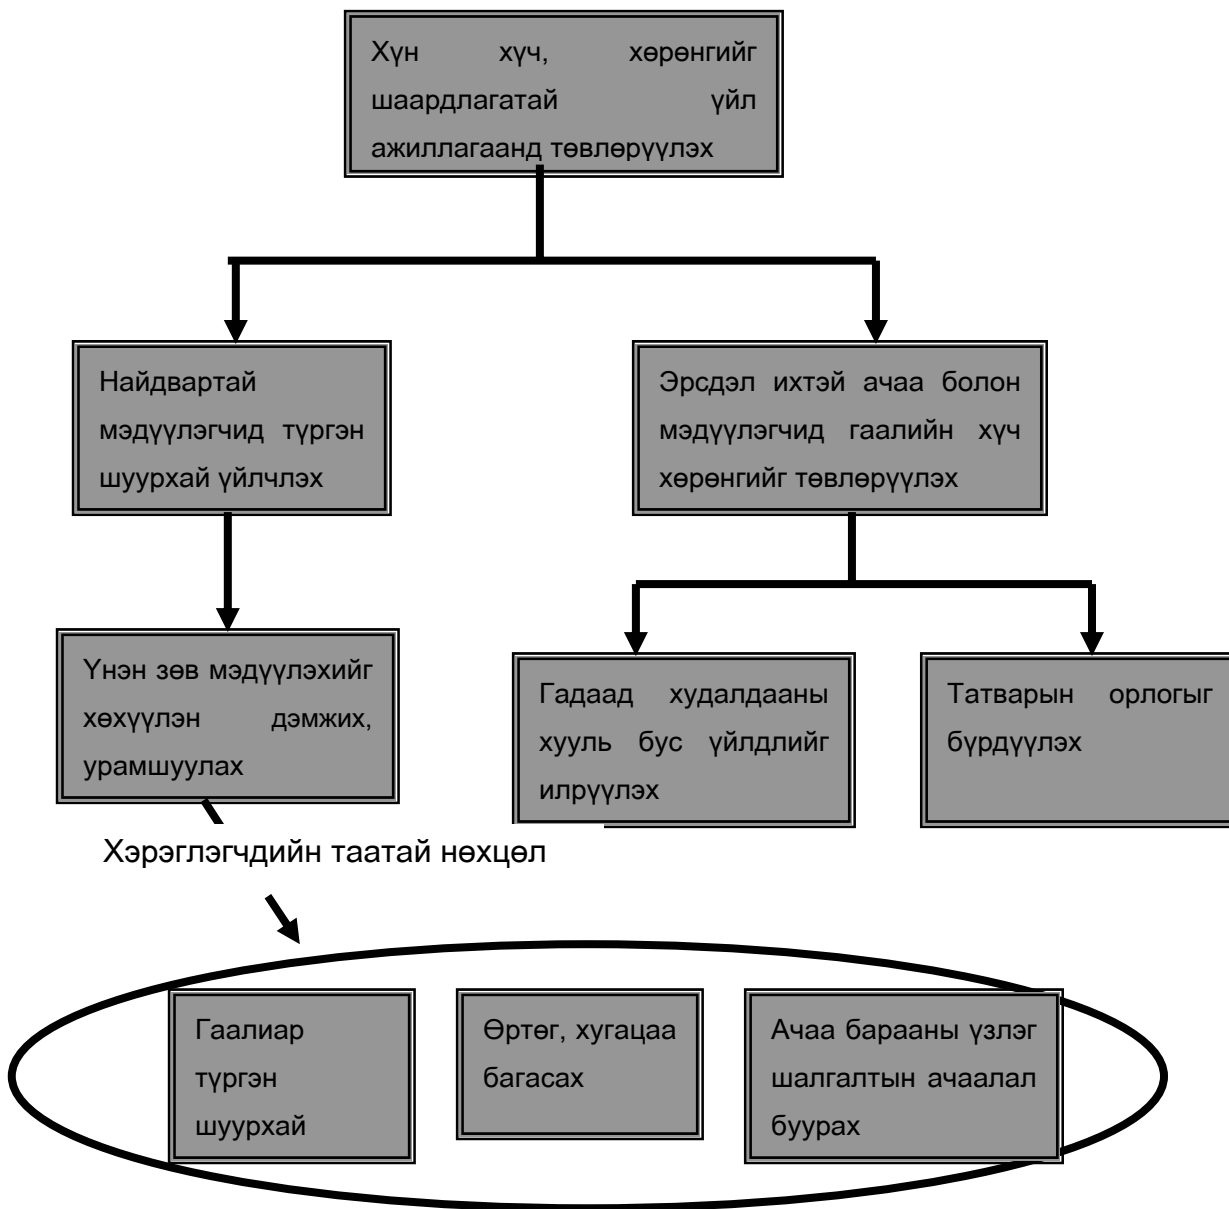 Хүн хүч, хөрөнгийг
шаардлагатай үйл
ажиллагаанд төвлөрүүлэх
Найдвартай
мэдүүлэгчид түргэн
шуурхай үйлчлэх
Эрсдэл ихтэй ачаа болон
мэдүүлэгчид гаалийн хүч
хөрөнгийг төвлөрүүлэх
Үнэн зөв мэдүүлэхийг
хөхүүлэн дэмжих,
урамшуулах
Гадаад худалдааны
хууль бус үйлдлийг
илрүүлэх
Татварын орлогыг
бүрдүүлэх
Хэрэглэгчдийн таатай нөхцөл
Гаалиар
түргэн
шуурхай
Өртөг, хугацаа
багасах
Ачаа барааны үзлэг
шалгалтын ачаалал
буурах